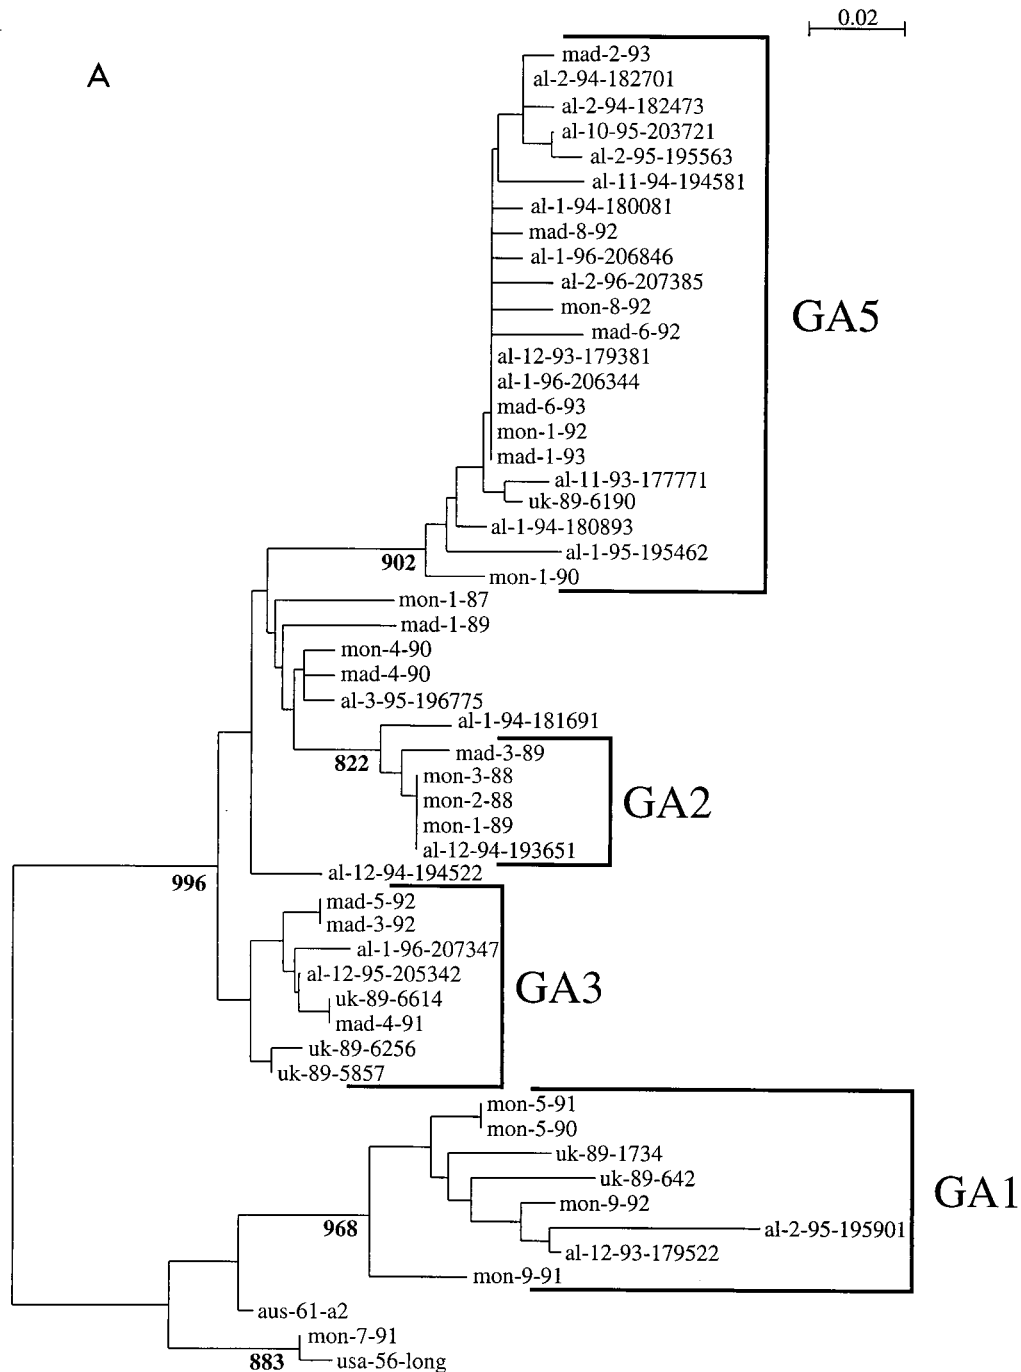 0.02
A
mad-2-93
al-2-94-182701
al-2-94-182473
al-10-95-203721
al-2-95-195563
al-11-94-194581
al-1-94-180081
mad-8-92
al-1-96-206846
al-2-96-207385
mon-8-92
GA5
mad-6-92
al-12-93-179381
al-1-96-206344
mad-6-93
mon-1-92
mad-1-93
al-11-93-177771
uk-89-6190
al-1-94-180893
al-1-95-195462
902
mon-1-90
mon-1-87
mad-1-89
mon-4-90
mad-4-90
al-3-95-196775
al-1-94-181691
mad-3-89
822
mon-3-88
mon-2-88
GA2
mon-1-89
al-12-94-193651
al-12-94-194522
996
mad-5-92
mad-3-92
al-1-96-207347
al-12-95-205342
GA3
uk-89-6614
mad-4-91
uk-89-6256
uk-89-5857
mon-5-91
mon-5-90
uk-89-1734
uk-89-642
GA1
mon-9-92
968
al-2-95-195901
al-12-93-179522
mon-9-91
aus-61-a2
mon-7-91
883
usa-56-long